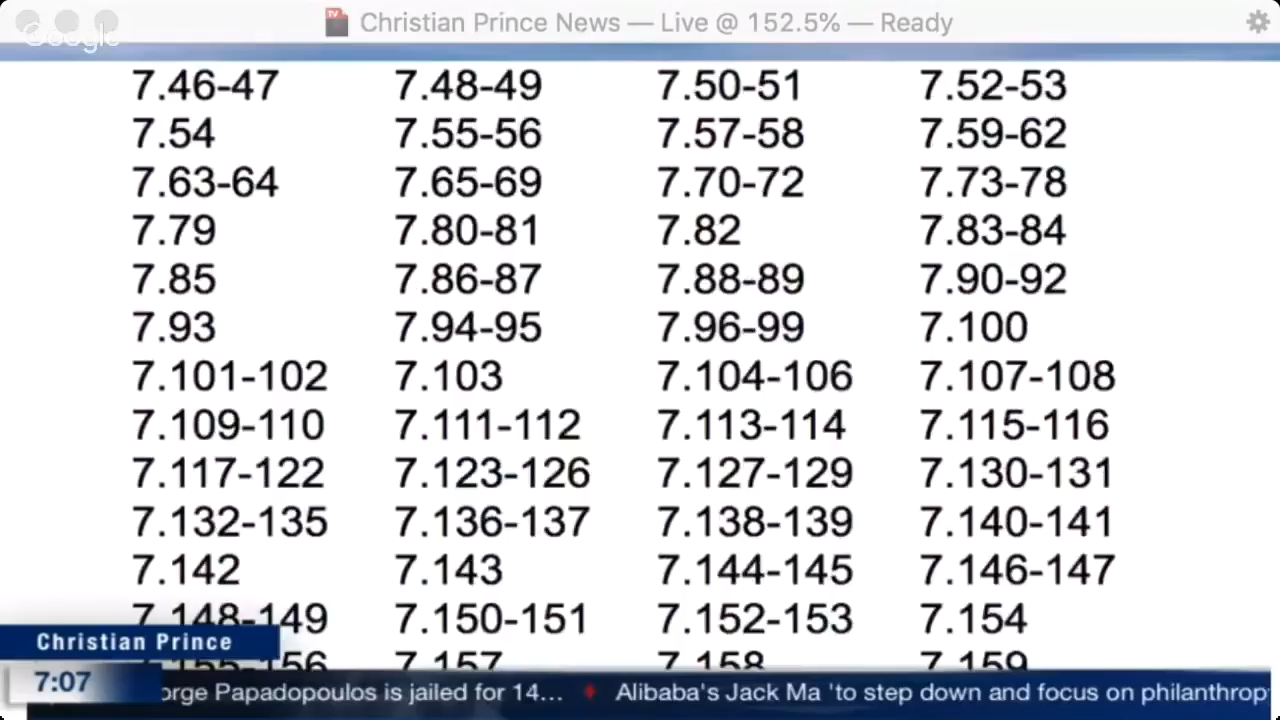 Christian Prince News — Live @ 152.5% — Ready
Google
7.46-47 7.48-49 7.50-51 7.52-53
7.54 7.55-56 7.57-58 7.59-62
7.63-64 7.65-69 7.70-72 7.73-78
7.79 7.80-81 7.82 7.83-84
7.85 7.86-87 7.88-89 7.90-92
7.93 7.94-95 7.96-99 7.100
7.101-102 7.103 7.104-106 7.107-108
7.109-110 7.111-112 7.113-114 7.115-116
7.117-122 7.123-126 7.127-129 7.130-131
7.132-135 7.136-137 7.138-139 7.140-141
7.142 7.143 7.144-145 7.146-147
7.148-149 7.150-151 7.152-153 7.154
7.155-156 7.157 7.158 7.159
Christian Prince
7:07
orge Papadopoulos is jailed for 14... Alibaba's Jack Ma 'to step down and focus on philanthrop